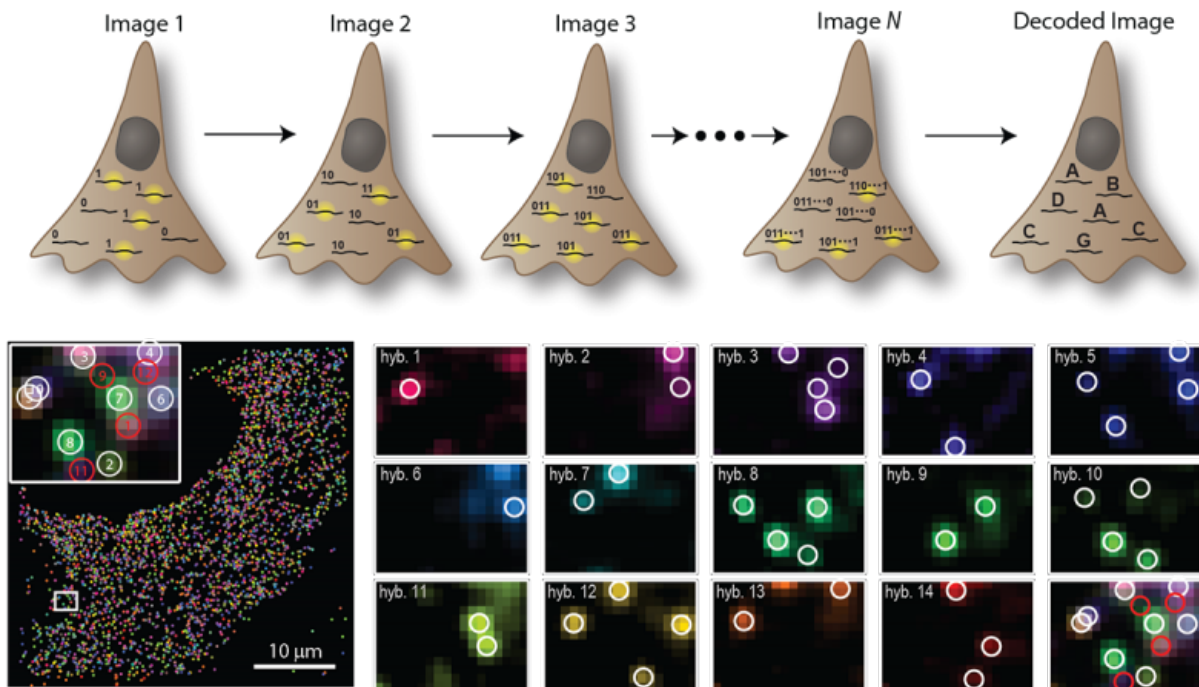 Image 1
Image 2
Image 3
Image N
Decoded Image
1
1
0
1
0
1
0
10
11
01
10
01
10
01
101
110
011
101
011
101
011
101···0
110···1
011···0
101···0
011···1
101···1
011···1
A
B
D
A
C
G
C
3
4
9
12
7
6
1
8
2
11
10 μm
hyb. 1
hyb. 2
hyb. 3
hyb. 4
hyb. 5
hyb. 6
hyb. 7
hyb. 8
hyb. 9
hyb. 10
hyb. 11
hyb. 12
hyb. 13
hyb. 14